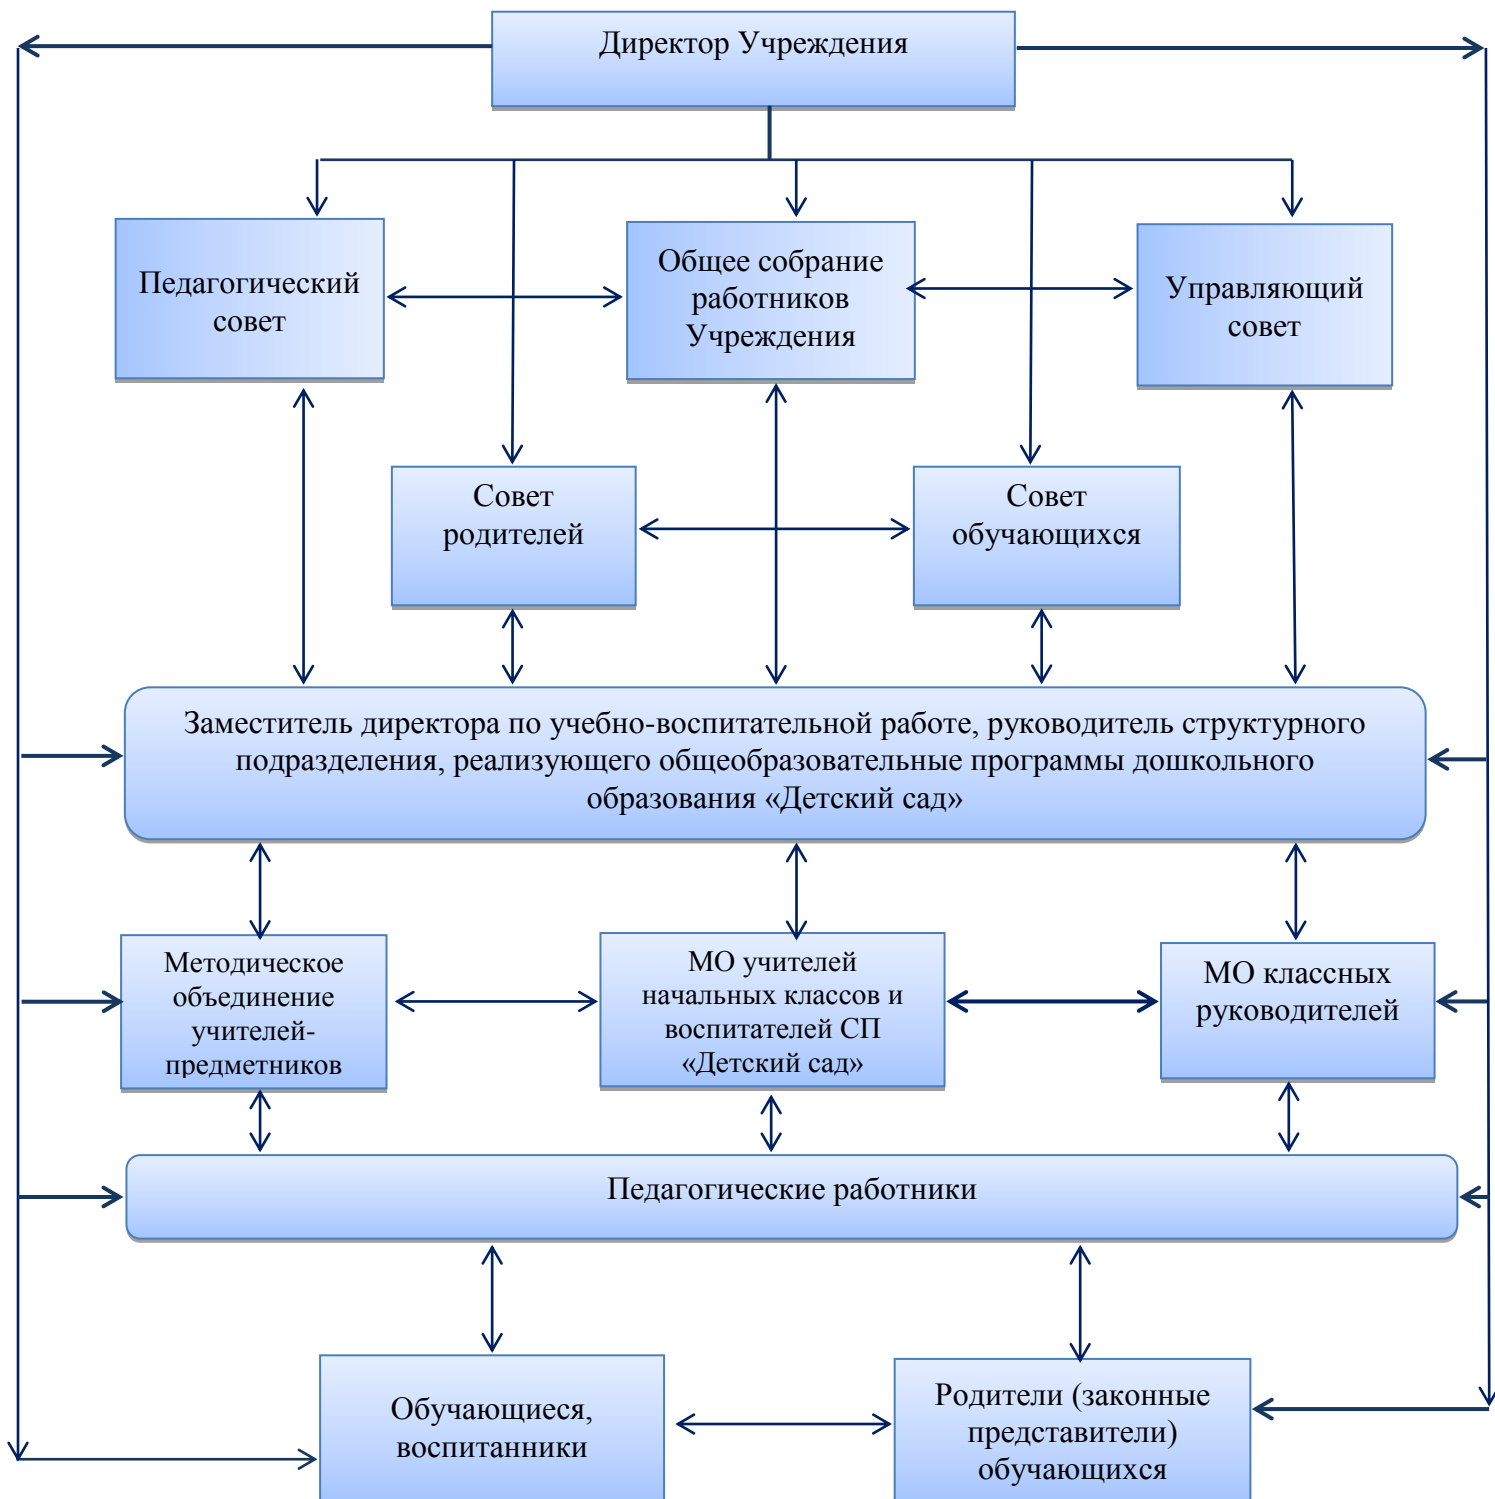 Директор Учреждения
Педагогический
совет
Общее собрание
работников
Учреждения
Управляющий
совет
Совет
родителей
Совет
обучающихся
Заместитель директора по учебно-воспитательной работе, руководитель структурного
подразделения, реализующего общеобразовательные программы дошкольного
образования «Детский сад»
Методическое
объединение
учителей-
предметников
МО учителей
начальных классов и
воспитателей СП
«Детский сад»
МО классных
руководителей
Педагогические работники
Обучающиеся,
воспитанники
Родители (законные
представители)
обучающихся